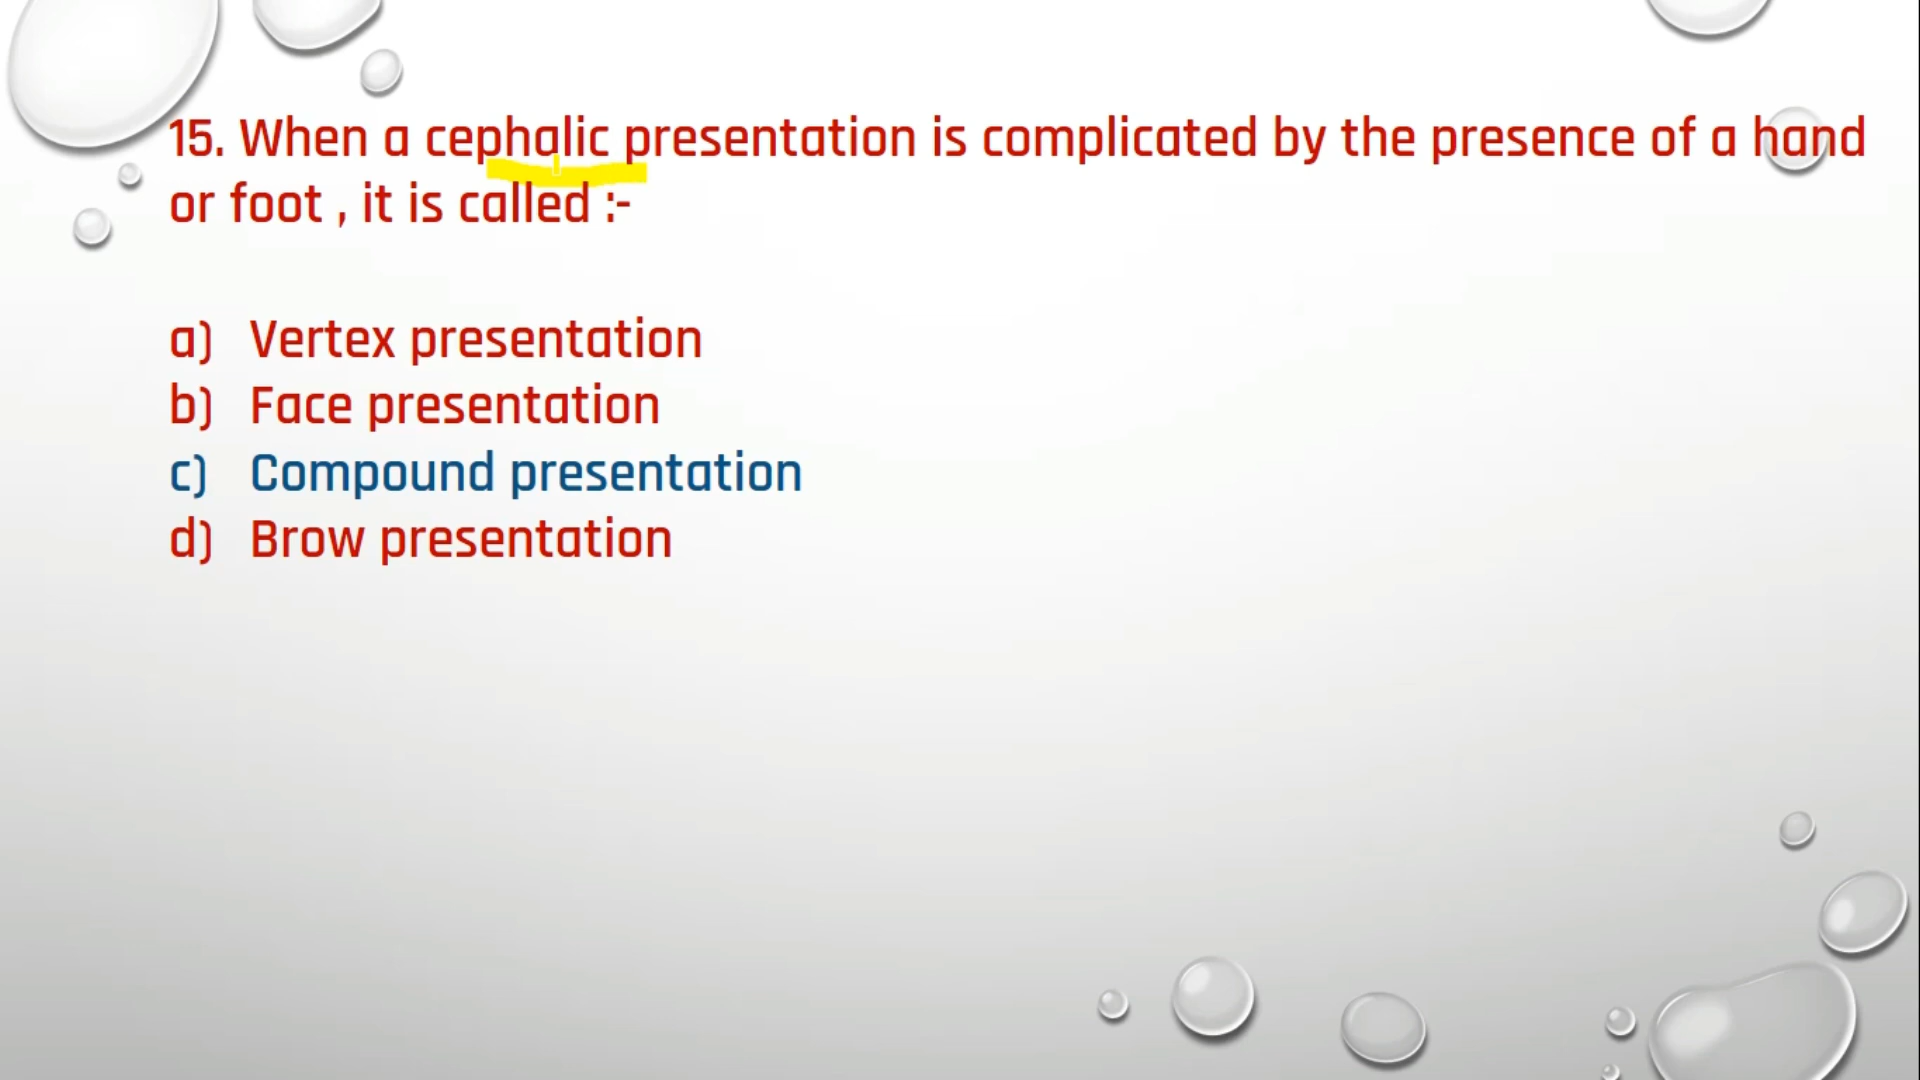 15. When a cephalic presentation is complicated by the presence of a hand
or foot , it is called :-
a) Vertex presentation
b) Face presentation
c) Compound presentation
d) Brow presentation